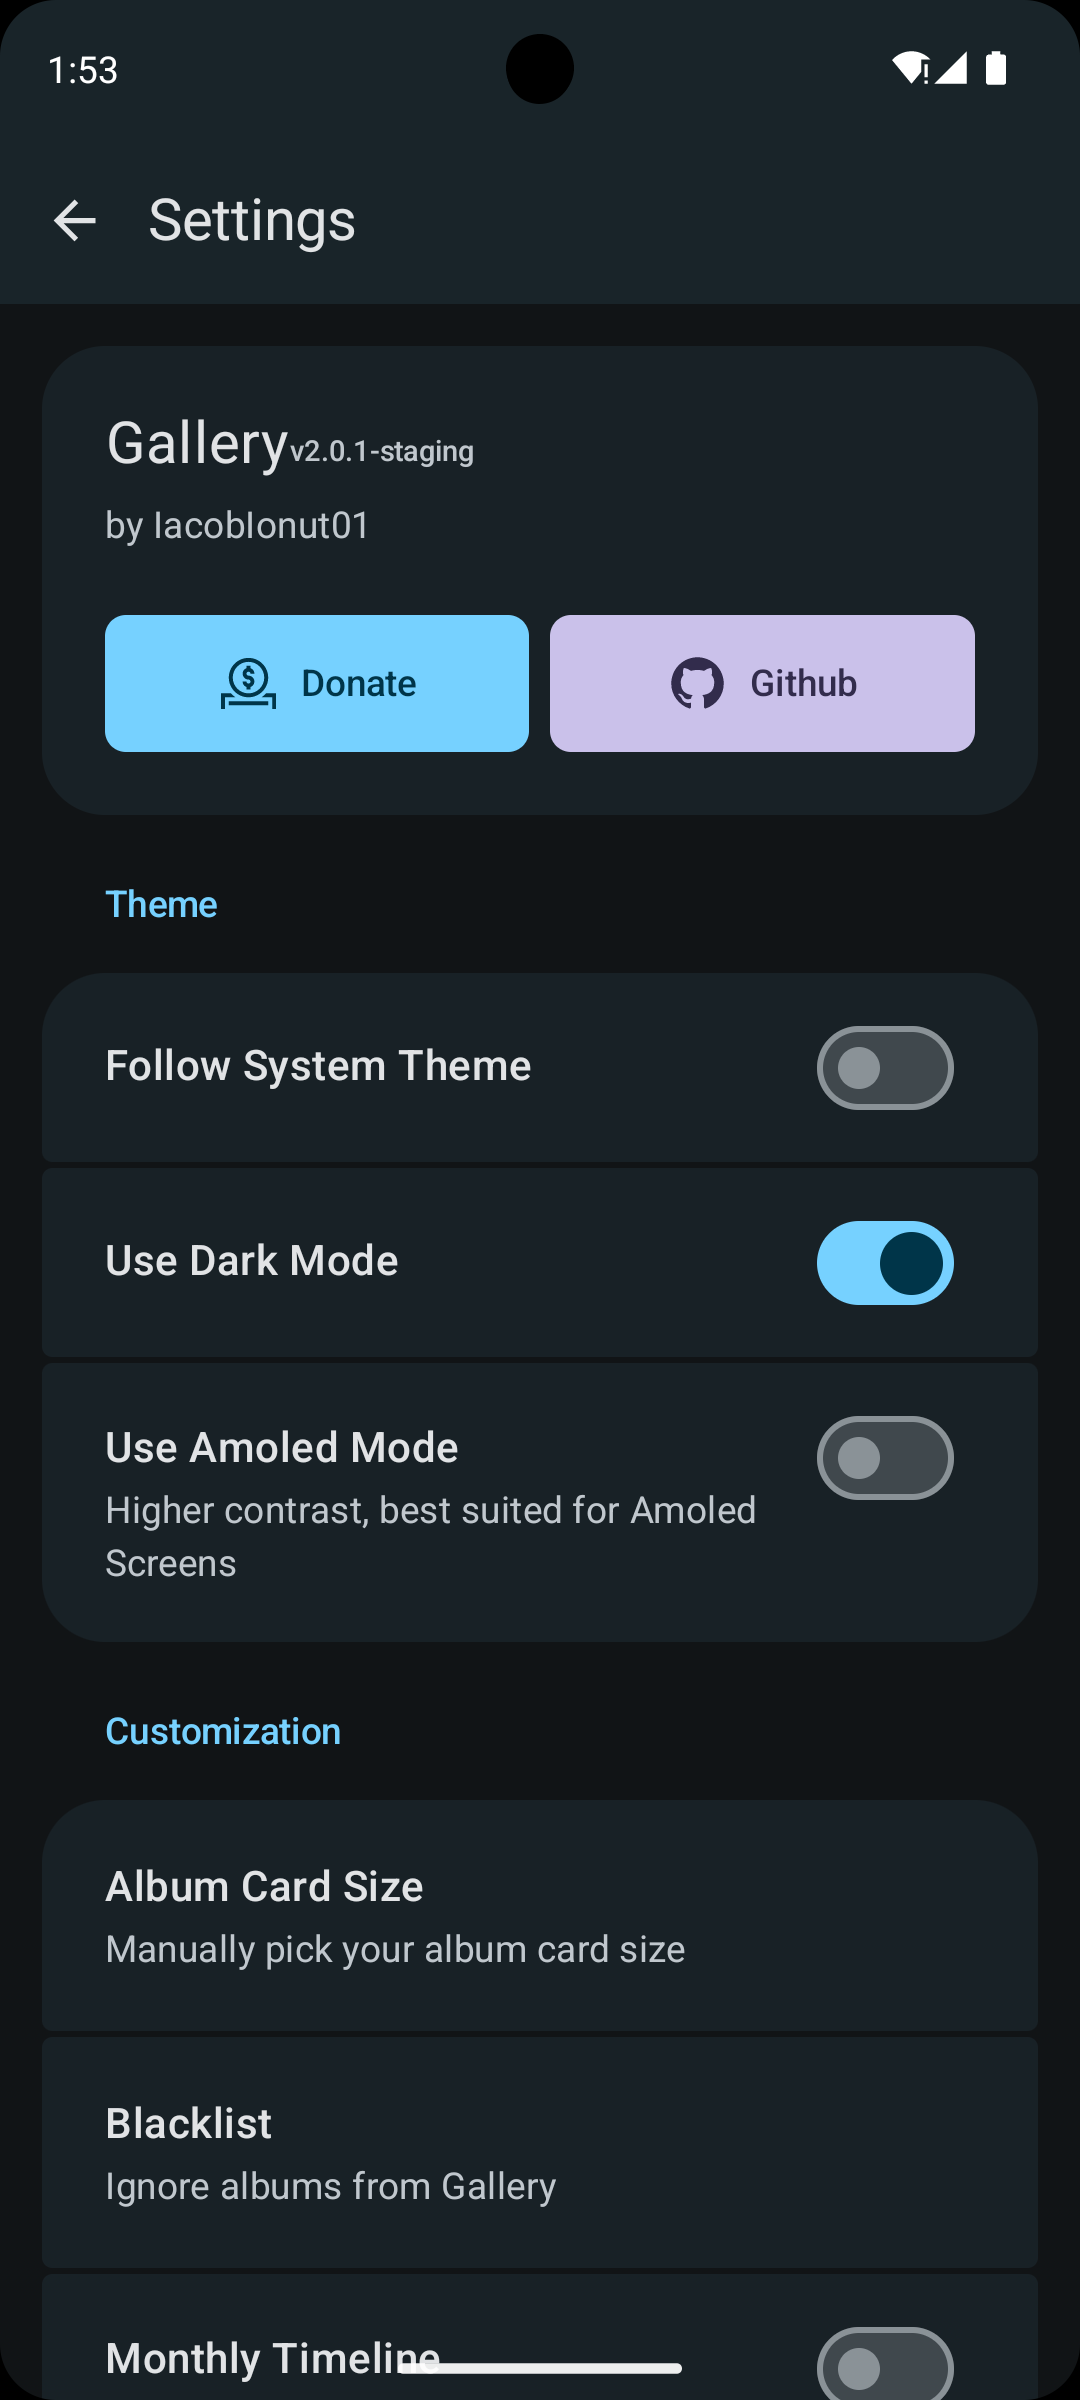 1:53
Settings
Galleryv2.0.1-staging
by IacobIonut01
Donate
Github
Theme
Follow System Theme
Use Dark Mode
Use Amoled Mode
Higher contrast, best suited for Amoled
Screens
Customization
Album Card Size
Manually pick your album card size
Blacklist
Ignore albums from Gallery
Monthly Timeline